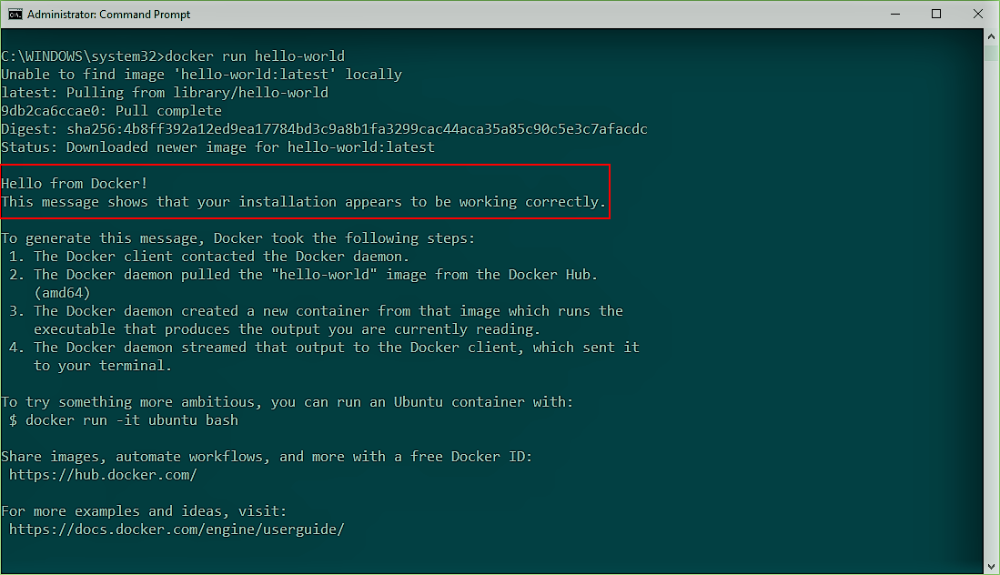 Administrator: Command Prompt
C:\WINDOWS\system32>docker run hello-world
Unable to find image 'hello-world:latest' locally
latest: Pulling from library/hello-world
9db2ca6ccae0: Pull complete
Digest: sha256:4b8ff392a12ed9ea17784bd3c9a8b1fa3299cac44aca35a85c90c5e3c7afacdc
Status: Downloaded newer image for hello-world:latest
Hello from Docker!
This message shows that your installation appears to be working correctly.
To generate this message, Docker took the following steps:
1. The Docker client contacted the Docker daemon.
2. The Docker daemon pulled the "hello-world" image from the Docker Hub.
(amd64)
3. The Docker daemon created a new container from that image which runs the
executable that produces the output you are currently reading.
4. The Docker daemon streamed that output to the Docker client, which sent it
to your terminal.
To try something more ambitious, you can run an Ubuntu container with:
$ docker run -it ubuntu bash
Share images, automate workflows, and more with a free Docker ID:
https://hub.docker.com/
For more examples and ideas, visit:
https://docs.docker.com/engine/userguide/